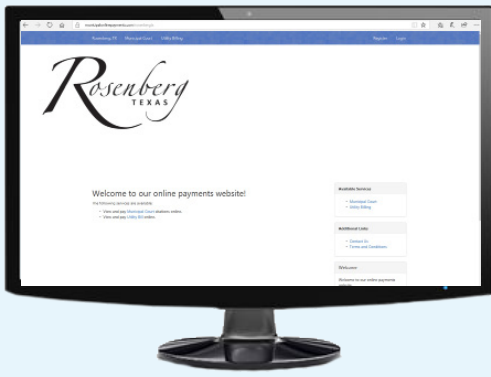 Rosenberg, TX Municipal Court Utility Billing Register Login
Rosenberg
TEXAS
Welcome to our online payments website!
The following services are available:
View and pay Municipal Court citations online.
View and pay Utility Bill online.
Available Services
Municipal Court
Utility Billing
Additional Links
Contact Us
Terms and Conditions
Welcome
Welcome to our online payments